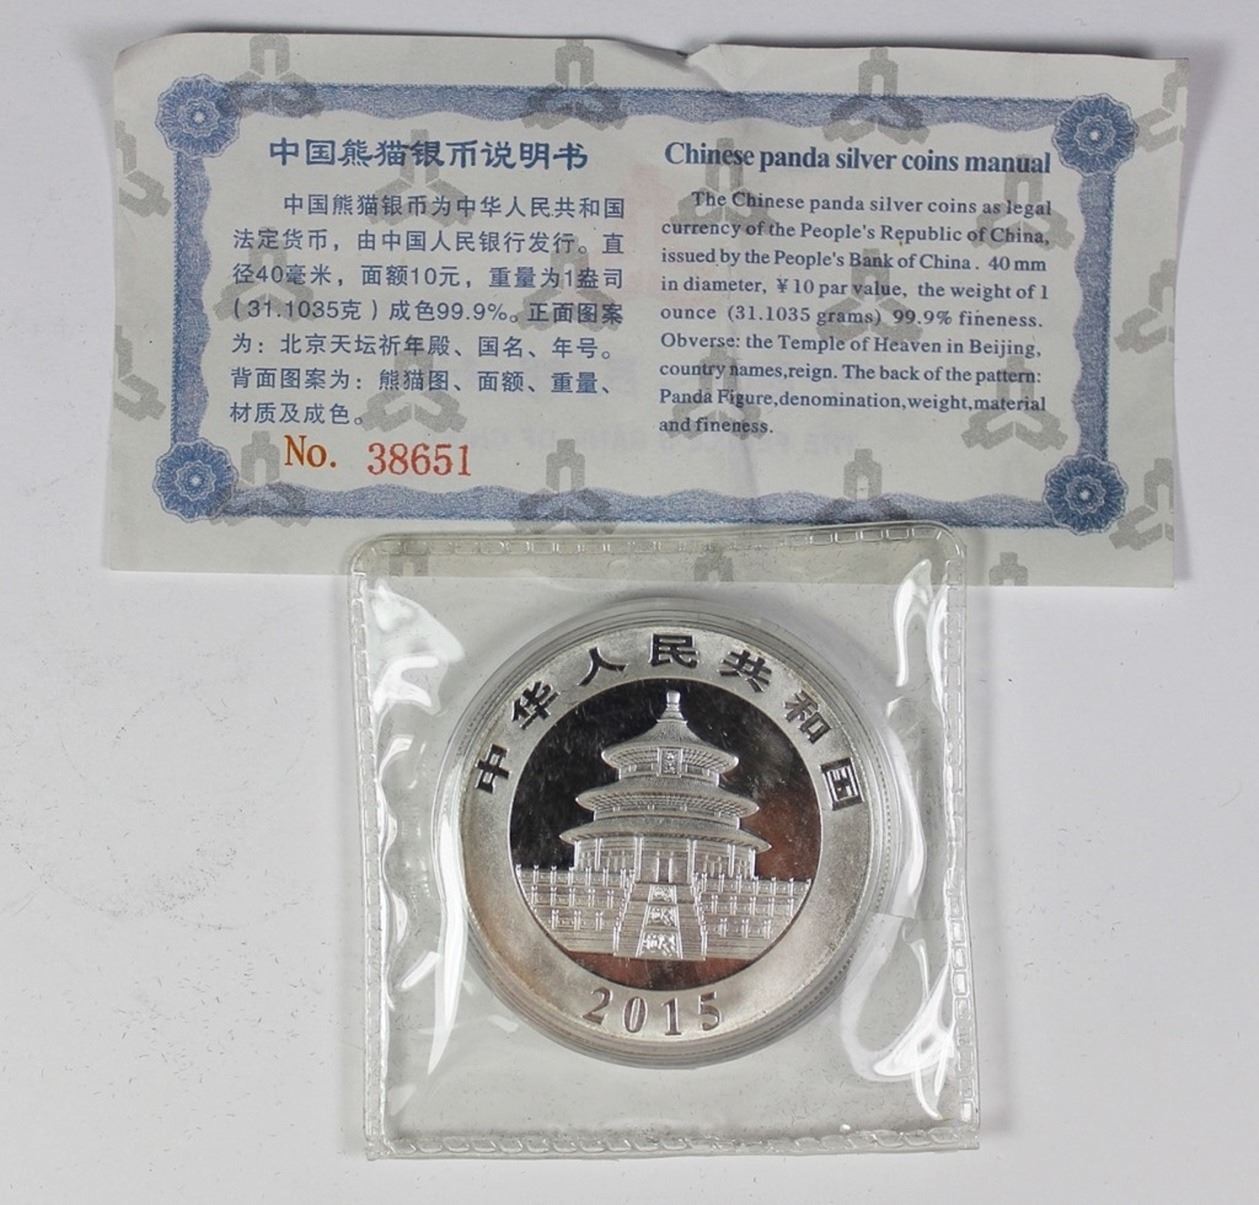 中国熊猫银币说明书
中国熊猫银币为中华人民共和国
法定货币，由中国人民银行发行。直
径40毫米，面额10元，重量为1盎司
(31.1035克）成色99.9%。正面图案
为：北京天坛祈年殿、国名、年号。
背面图案为：熊猫图、面额、重量、
材质及成色。
No. 38651
Chinese panda silver coins manual
The Chinese panda silver coins as legal
currency of the People's Republic of China,
issued by the People's Bank of China. 40 mm
in diameter, ￥10 par value, the weight of 1
ounce (31.1035 grams) 99.9% fineness.
Obverse: the Temple of Heaven in Beijing,
country names,reign. The back of the pattern:
Panda Figure,denomination,weight,material
and fineness.
中华人民共和国
2015